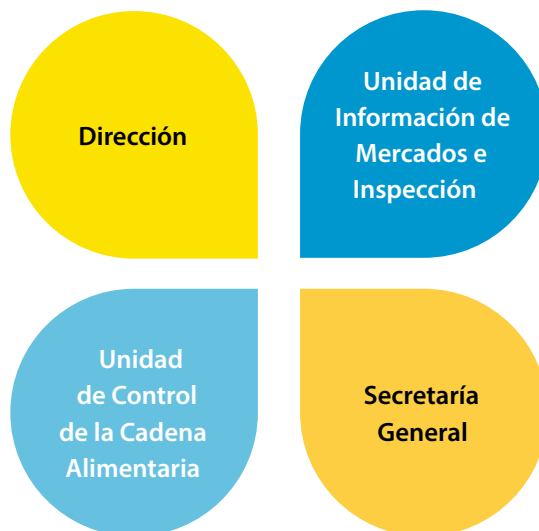 Dirección
Unidad de
Información de
Mercados e
Inspección
Unidad
de Control
de la Cadena
Alimentaria
Secretaría
General